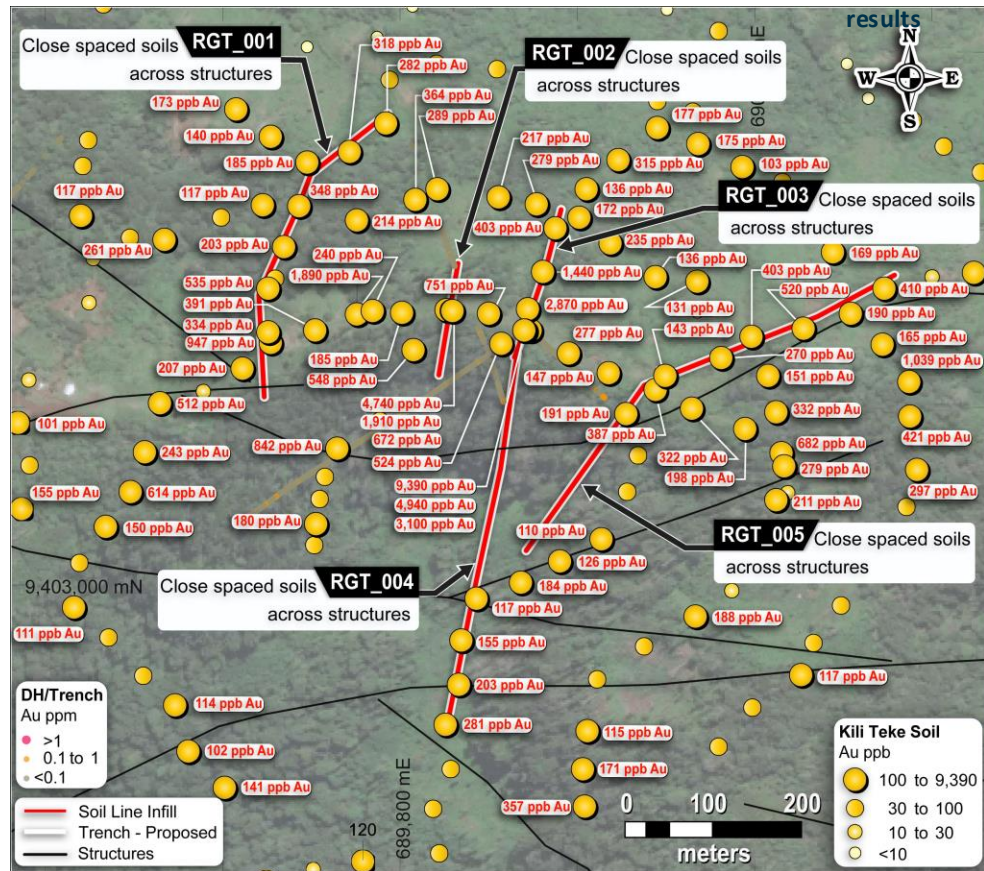 results
N
W E
S
Close spaced soils RGT_001
across structures
318 ppb Au
282 ppb Au
364 ppb Au
289 ppb Au
RGT_002 Close spaced soils
across structures
173 ppb Au
140 ppb Au
185 ppb Au
117 ppb Au
348 ppb Au
214 ppb Au
117 ppb Au
261 ppb Au
203 ppb Au
240 ppb Au
1,890 ppb Au
535 ppb Au
391 ppb Au
334 ppb Au
947 ppb Au
207 ppb Au
185 ppb Au
548 ppb Au
751 ppb Au
217 ppb Au
279 ppb Au
403 ppb Au
177 ppb Au
175 ppb Au
315 ppb Au
103 ppb Au
136 ppb Au
172 ppb Au
RGT_003 Close spaced soils
across structures
235 ppb Au
136 ppb Au
1,440 ppb Au
131 ppb Au
2,870 ppb Au
277 ppb Au
143 ppb Au
147 ppb Au
403 ppb Au
520 ppb Au
169 ppb Au
410 ppb Au
190 ppb Au
165 ppb Au
1,039 ppb Au
270 ppb Au
151 ppb Au
512 ppb Au
101 ppb Au
243 ppb Au
842 ppb Au
4,740 ppb Au
1,910 ppb Au
672 ppb Au
524 ppb Au
9,390 ppb Au
4,940 ppb Au
3,100 ppb Au
191 ppb Au
387 ppb Au
322 ppb Au
198 ppb Au
332 ppb Au
682 ppb Au
279 ppb Au
211 ppb Au
421 ppb Au
297 ppb Au
155 ppb Au
614 ppb Au
150 ppb Au
180 ppb Au
110 ppb Au
RGT_005 Close spaced soils
across structures
9,403,000 mN
111 ppb Au
Close spaced soils RGT_004
across structures
126 ppb Au
184 ppb Au
117 ppb Au
188 ppb Au
155 ppb Au
203 ppb Au
117 ppb Au
281 ppb Au
114 ppb Au
102 ppb Au
141 ppb Au
115 ppb Au
171 ppb Au
357 ppb Au
120
689,800 mE
DH/Trench
Au ppm
>1
0.1 to 1
<0.1
Soil Line Infill
Trench - Proposed
Structures
0 100 200
meters
Kili Teke Soil
Au ppb
100 to 9,390
30 to 100
10 to 30
<10